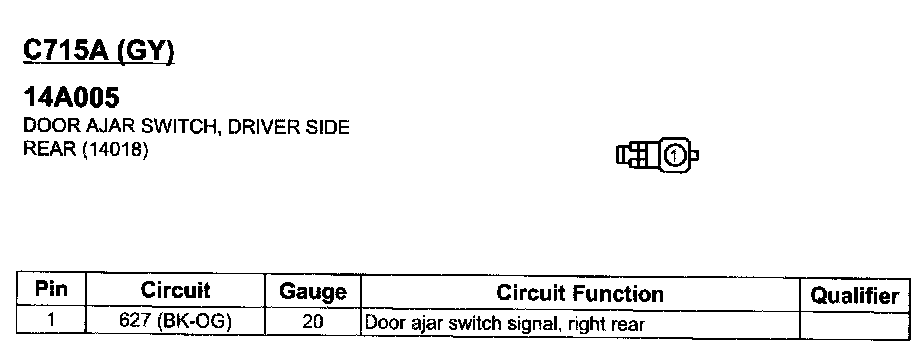 C715A (GY)
14A005
DOOR AJAR SWITCH, DRIVER SIDE
REAR (14018)
1
Pin Circuit Gauge Circuit Function Qualifier
1 627 (BK-OG) 20 Door ajar switch signal, right rear